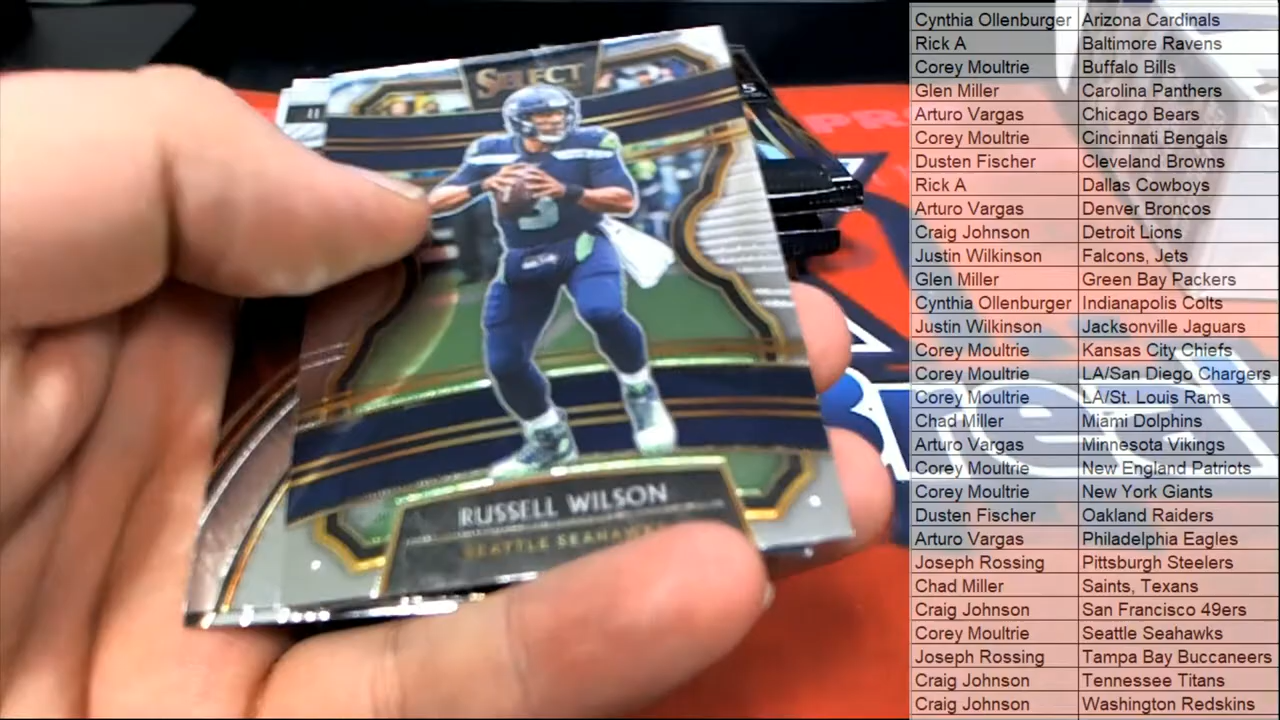 SELECT
3
RUSSELL WILSON
SEATTLE SEAHAWKS
Cynthia Ollenburger Arizona Cardinals
Rick A Baltimore Ravens
Corey Moultrie Buffalo Bills
Glen Miller Carolina Panthers
Arturo Vargas Chicago Bears
Corey Moultrie Cincinnati Bengals
Dusten Fischer Cleveland Browns
Rick A Dallas Cowboys
Arturo Vargas Denver Broncos
Craig Johnson Detroit Lions
Justin Wilkinson Falcons, Jets
Glen Miller Green Bay Packers
Cynthia Ollenburger Indianapolis Colts
Justin Wilkinson Jacksonville Jaguars
Corey Moultrie Kansas City Chiefs
Corey Moultrie LA/San Diego Chargers
Corey Moultrie LA/St. Louis Rams
Chad Miller Miami Dolphins
Arturo Vargas Minnesota Vikings
Corey Moultrie New England Patriots
Corey Moultrie New York Giants
Dusten Fischer Oakland Raiders
Arturo Vargas Philadelphia Eagles
Joseph Rossing Pittsburgh Steelers
Chad Miller Saints, Texans
Craig Johnson San Francisco 49ers
Corey Moultrie Seattle Seahawks
Joseph Rossing Tampa Bay Buccaneers
Craig Johnson Tennessee Titans
Craig Johnson Washington Redskins